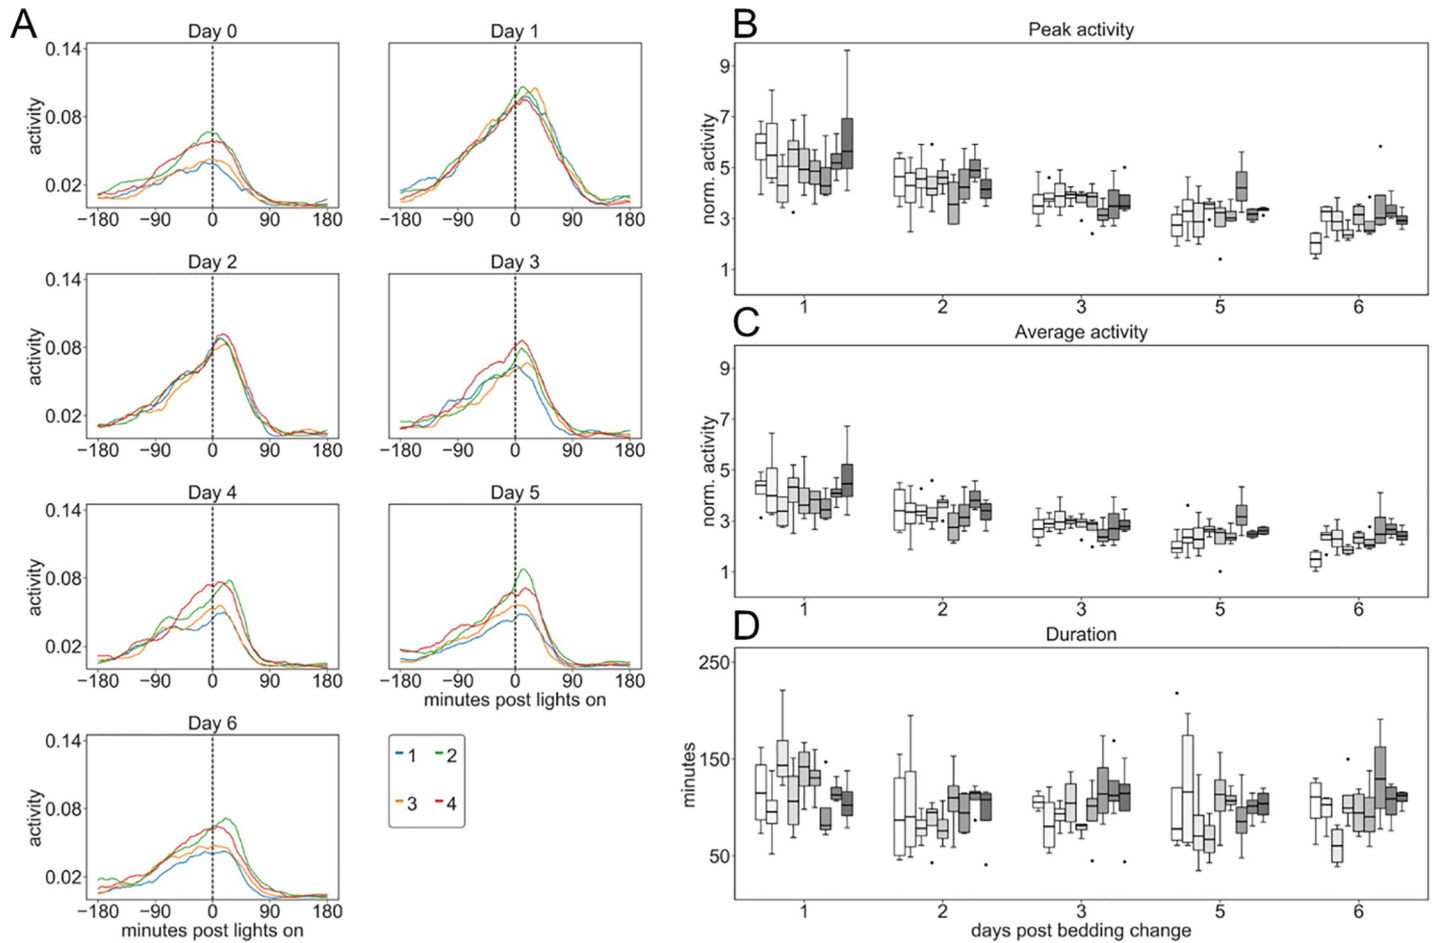 A
Day 0
0.14
0.08
0.02
activity
−180 −90 0 90 180
Day 1
−180 −90 0 90 180
Day 2
0.14
0.08
0.02
activity
−180 −90 0 90 180
Day 3
−180 −90 0 90 180
Day 4
0.14
0.08
0.02
activity
−180 −90 0 90 180
Day 5
−180 −90 0 90 180
minutes post lights on
Day 6
0.14
0.08
0.02
activity
−180 −90 0 90 180
minutes post lights on
1 2
3 4
B
Peak activity
9
7
5
3
1
norm. activity
1 2 3 5 6
C
Average activity
9
7
5
3
1
norm. activity
1 2 3 5 6
D
Duration
250
150
50
minutes
1 2 3 5 6
days post bedding change